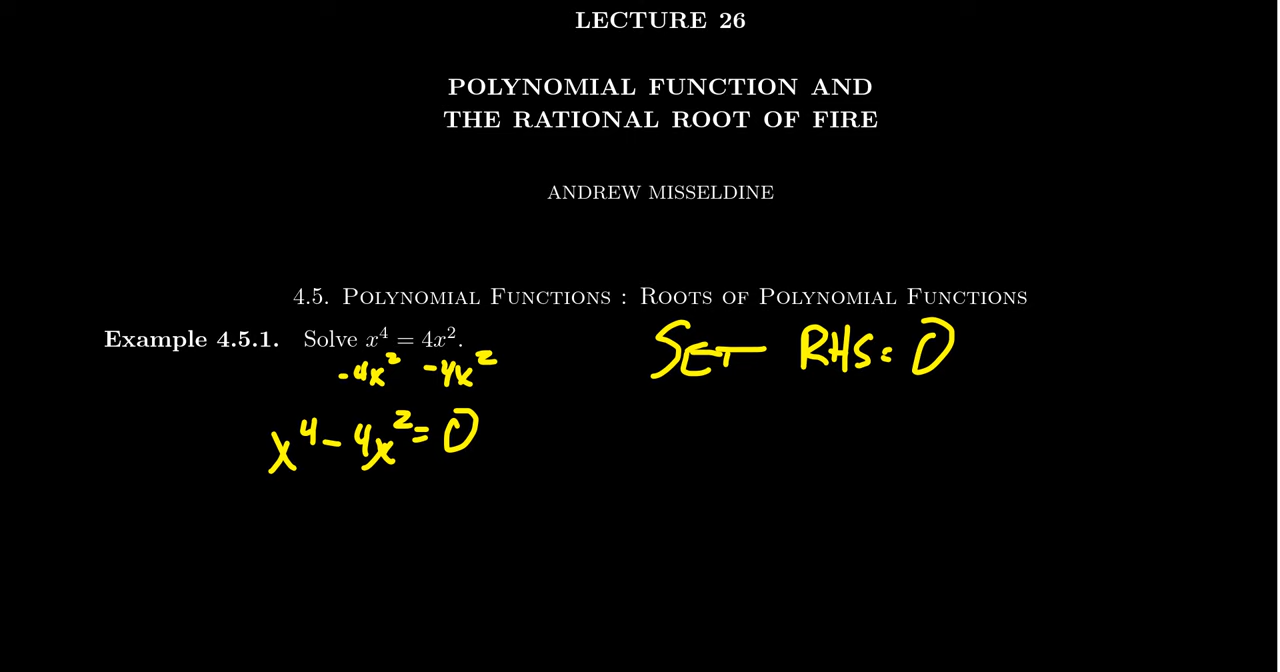 LECTURE 26
POLYNOMIAL FUNCTION AND
THE RATIONAL ROOT OF FIRE
ANDREW MISSELDINE
4.5. POLYNOMIAL FUNCTIONS : ROOTS OF POLYNOMIAL FUNCTIONS
Example 4.5.1. Solve x⁴ = 4x².
SET RHS = 0
-4x² -4x²
x⁴ - 4x² = 0